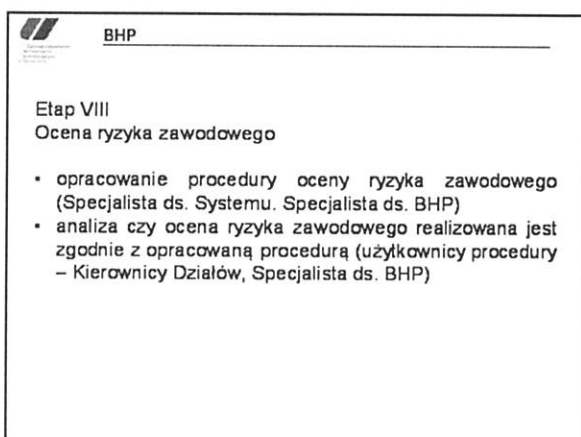 BHP
Etap VIII
Ocena ryzyka zawodowego
▪ opracowanie procedury oceny ryzyka zawodowego
(Specjalista ds. Systemu. Specjalista ds. BHP)
▪ analiza czy ocena ryzyka zawodowego realizowana jest
zgodnie z opracowaną procedurą (użytkownicy procedury
– Kierownicy Działów, Specjalista ds. BHP)